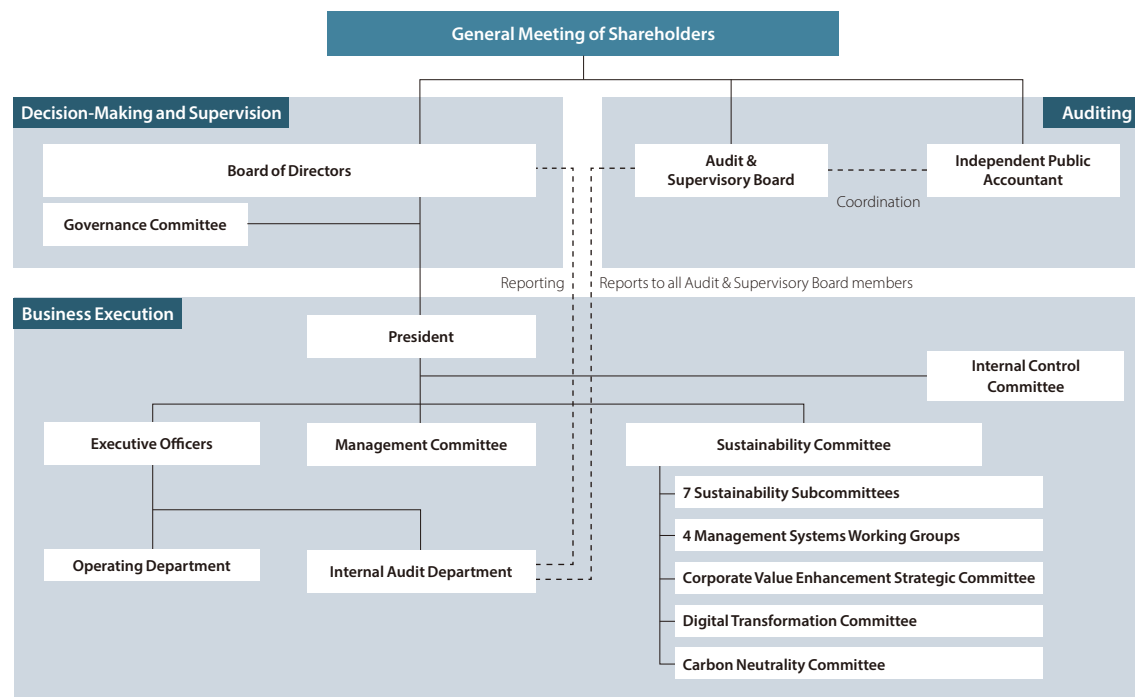 General Meeting of Shareholders
Decision-Making and Supervision
Auditing
Board of Directors
Audit &
Supervisory Board
Independent Public
Accountant
Coordination
Governance Committee
Reporting
Reports to all Audit & Supervisory Board members
Business Execution
President
Internal Control
Committee
Executive Officers
Management Committee
Sustainability Committee
7 Sustainability Subcommittees
4 Management Systems Working Groups
Operating Department
Internal Audit Department
Corporate Value Enhancement Strategic Committee
Digital Transformation Committee
Carbon Neutrality Committee